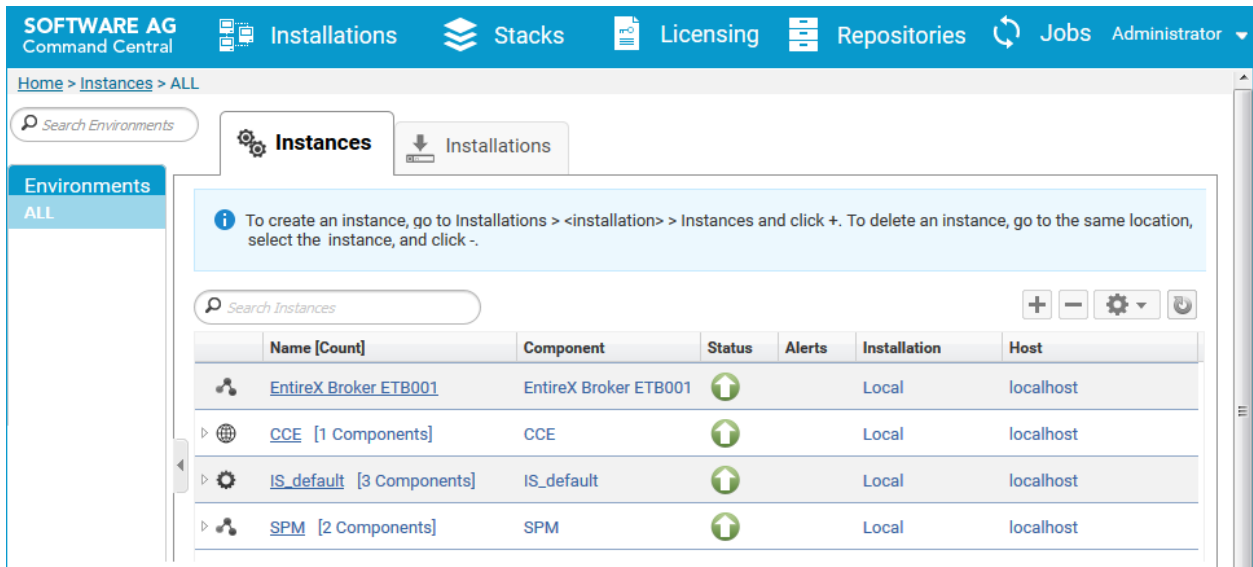 SOFTWARE AG
Command Central
Installations
Stacks
Licensing
Repositories
Jobs
Administrator
Home > Instances > ALL
Search Environments
Instances
Installations
Environments
ALL
To create an instance, go to Installations > <installation> > Instances and click +. To delete an instance, go to the same location,
select the instance, and click -.
Search Instances
Name [Count] Component Status Alerts Installation Host
EntireX Broker ETB001 EntireX Broker ETB001 Local localhost
CCE [1 Components] CCE Local localhost
IS_default [3 Components] IS_default Local localhost
SPM [2 Components] SPM Local localhost